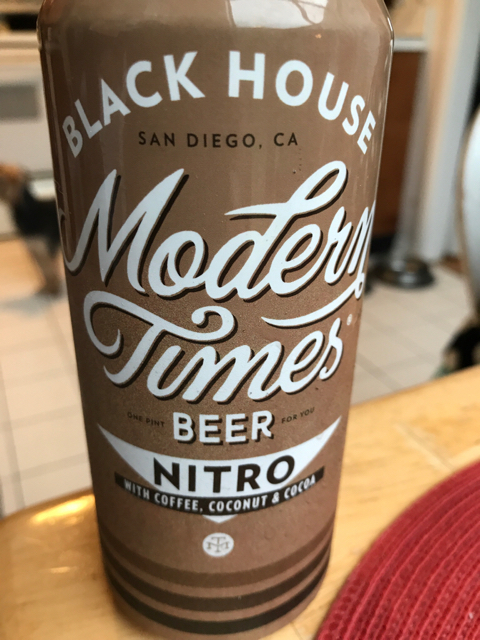 BLACK HOUSE
SAN DIEGO, CA
Modern
Times®
ONE PINT BEER FOR YOU
NITRO
WITH COFFEE, COCONUT & COCOA